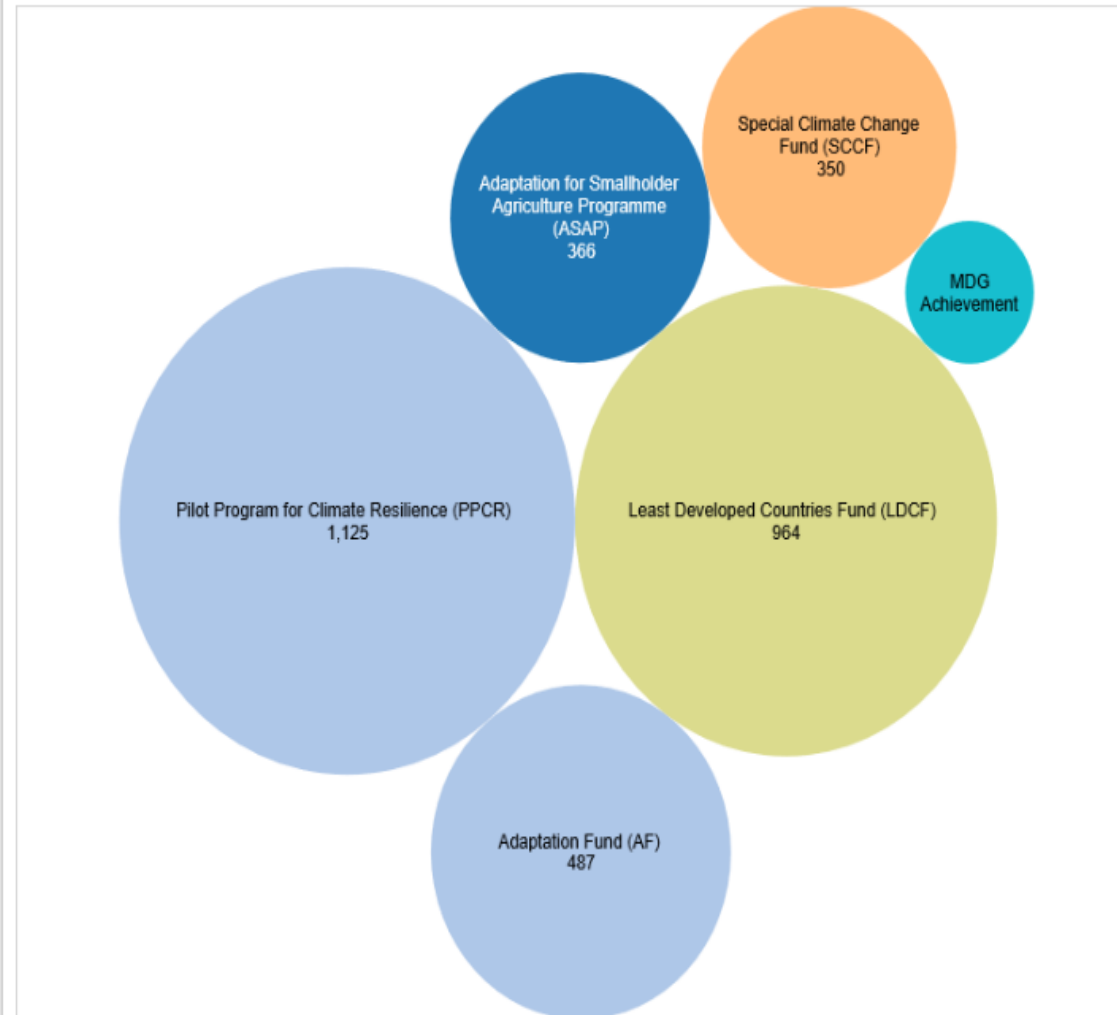 Special Climate Change
Fund (SCCF)
350
Adaptation for Smallholder
Agriculture Programme
(ASAP)
366
MDG
Achievement
Pilot Program for Climate Resilience (PPCR)
1,125
Least Developed Countries Fund (LDCF)
964
Adaptation Fund (AF)
487